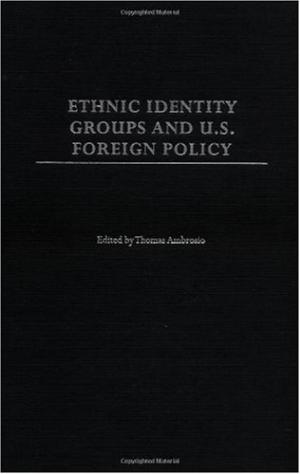 ETHNIC IDENTITY
GROUPS AND U.S.
FOREIGN POLICY
Edited by Thomas Ambrosio